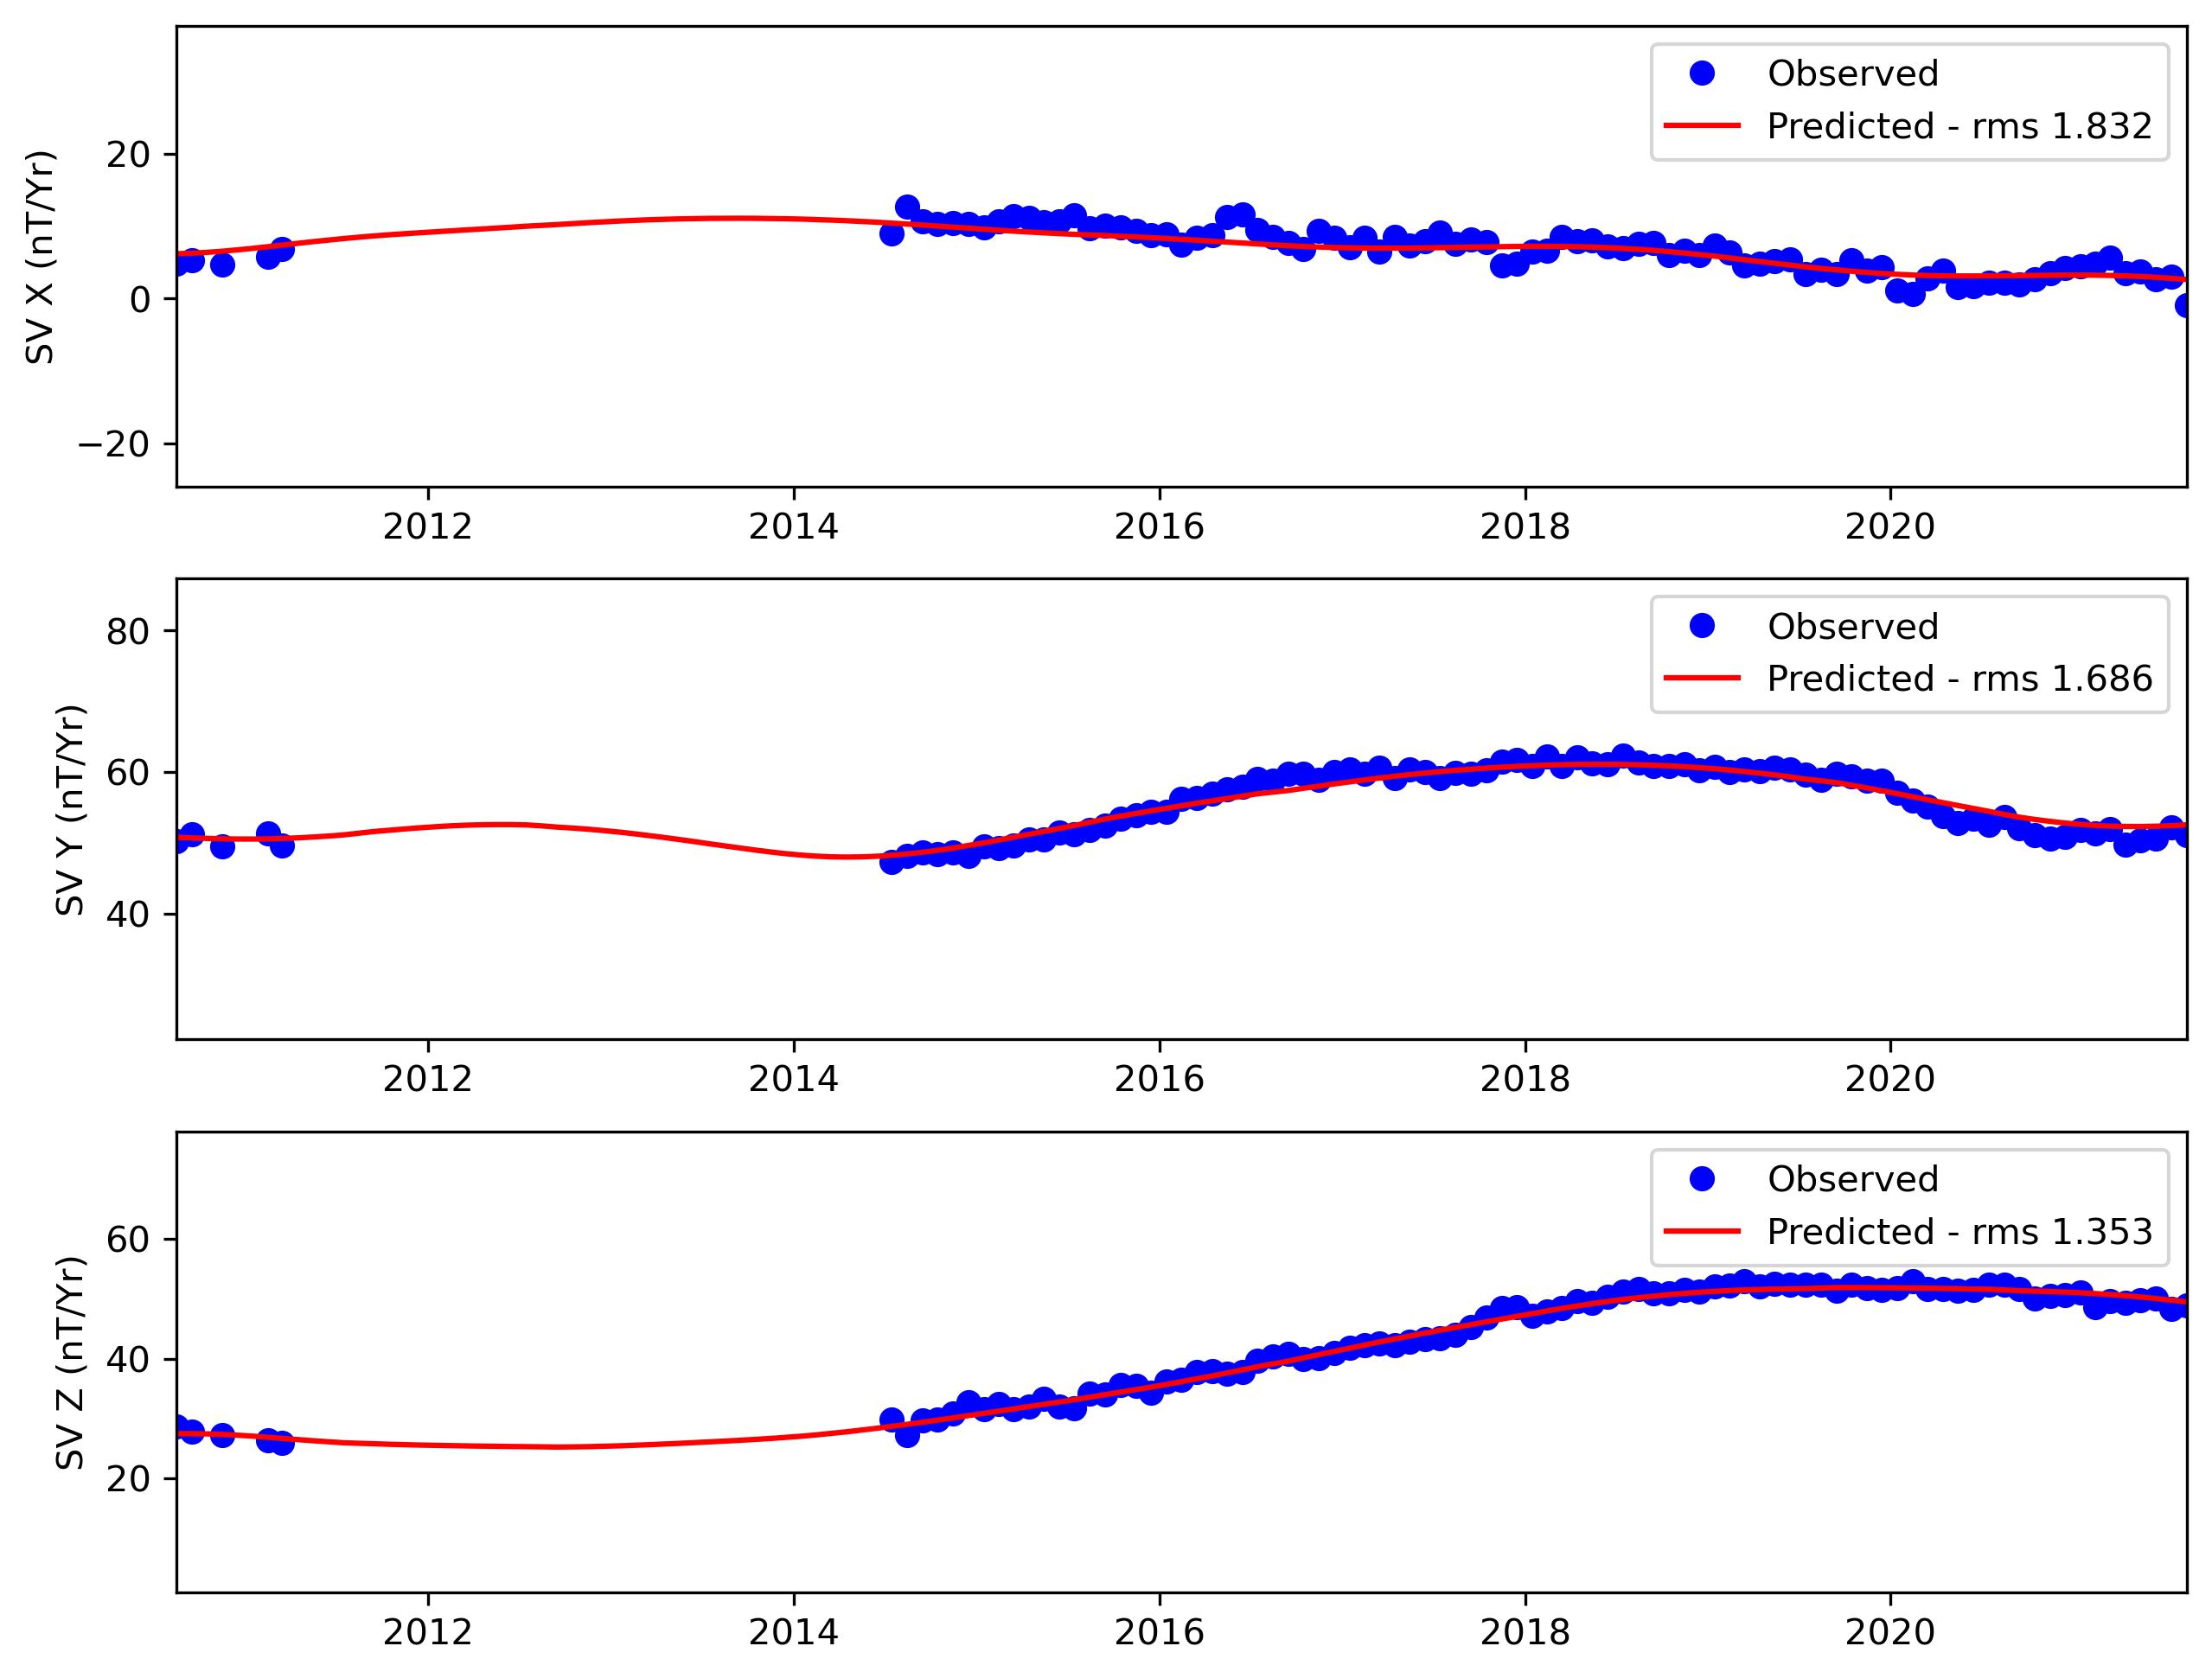 SV X (nT/Yr)
20
0
−20
Observed
Predicted - rms 1.832
2012 2014 2016 2018 2020
SV Y (nT/Yr)
80
60
40
Observed
Predicted - rms 1.686
2012 2014 2016 2018 2020
SV Z (nT/Yr)
60
40
20
Observed
Predicted - rms 1.353
2012 2014 2016 2018 2020